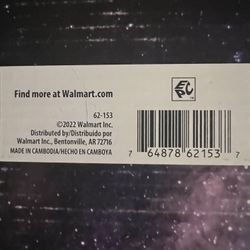 Find more at Walmart.com
62-153
©2022 Walmart Inc.
Distributed by/Distribuido por
Walmart Inc., Bentonville, AR 72716
MADE IN CAMBODIA/HECHO EN CAMBOYA
7 64878 62153 7